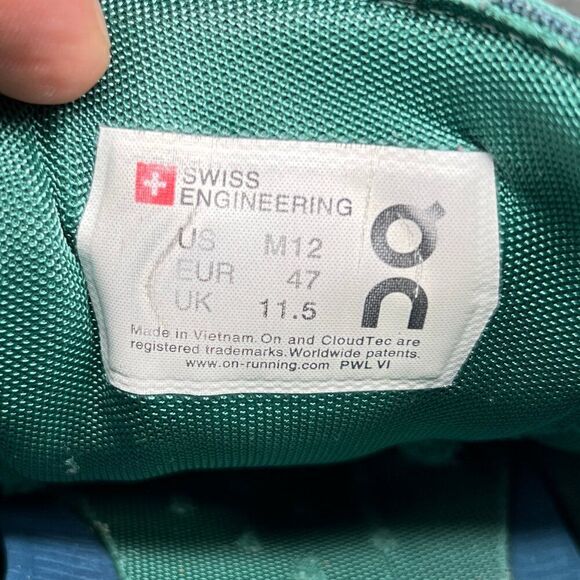 SWISS
ENGINEERING
US M12
EUR 47
UK 11.5
on
Made in Vietnam. On and CloudTec are
registered trademarks. Worldwide patents.
www.on-running.com PWL VI